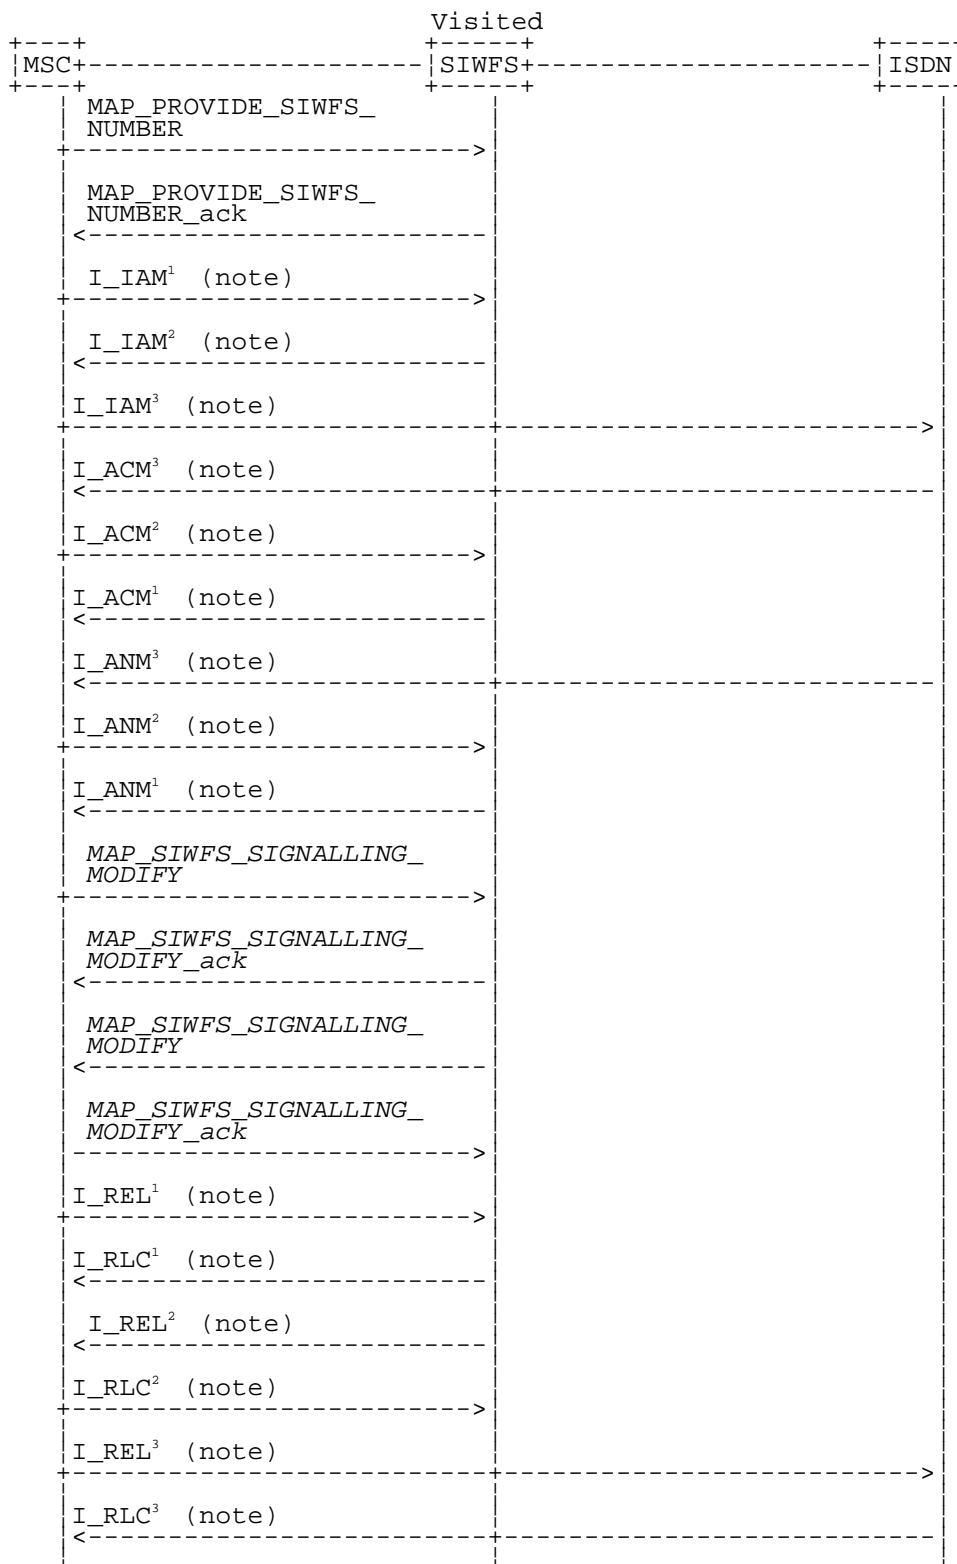 Visited
MSC SIWFS ISDN
MAP_PROVIDE_SIWFS_
NUMBER
MAP_PROVIDE_SIWFS_
NUMBER_ack
I_IAM¹ (note)
I_IAM² (note)
I_IAM³ (note)
I_ACM³ (note)
I_ACM² (note)
I_ACM¹ (note)
I_ANM³ (note)
I_ANM² (note)
I_ANM¹ (note)
MAP_SIWFS_SIGNALLING_
MODIFY
MAP_SIWFS_SIGNALLING_
MODIFY_ack
MAP_SIWFS_SIGNALLING_
MODIFY
MAP_SIWFS_SIGNALLING_
MODIFY_ack
I_REL¹ (note)
I_RLC¹ (note)
I_REL² (note)
I_RLC² (note)
I_REL³ (note)
I_RLC³ (note)